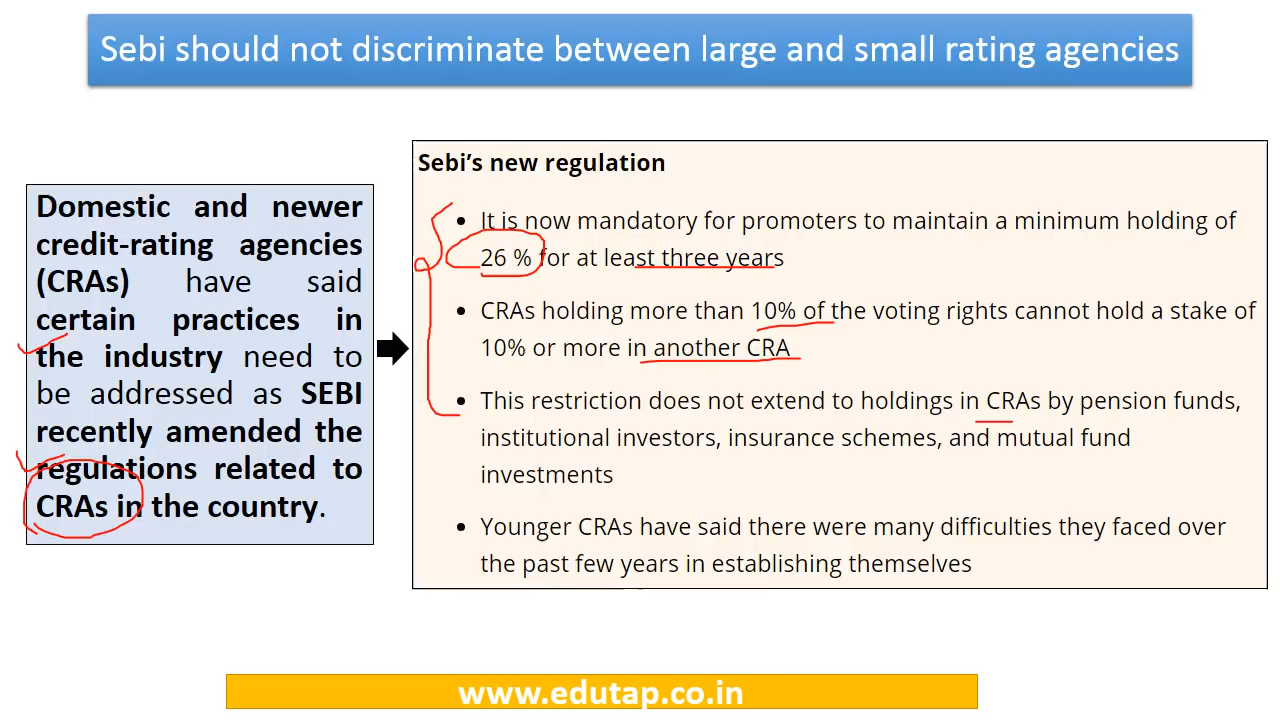 Sebi should not discriminate between large and small rating agencies
Domestic and newer
credit-rating agencies
(CRAs) have said
certain practices in
the industry need to
be addressed as SEBI
recently amended the
regulations related to
CRAs in the country.
Sebi’s new regulation
• It is now mandatory for promoters to maintain a minimum holding of
26 % for at least three years
• CRAs holding more than 10% of the voting rights cannot hold a stake of
10% or more in another CRA
• This restriction does not extend to holdings in CRAs by pension funds,
institutional investors, insurance schemes, and mutual fund
investments
• Younger CRAs have said there were many difficulties they faced over
the past few years in establishing themselves
www.edutap.co.in